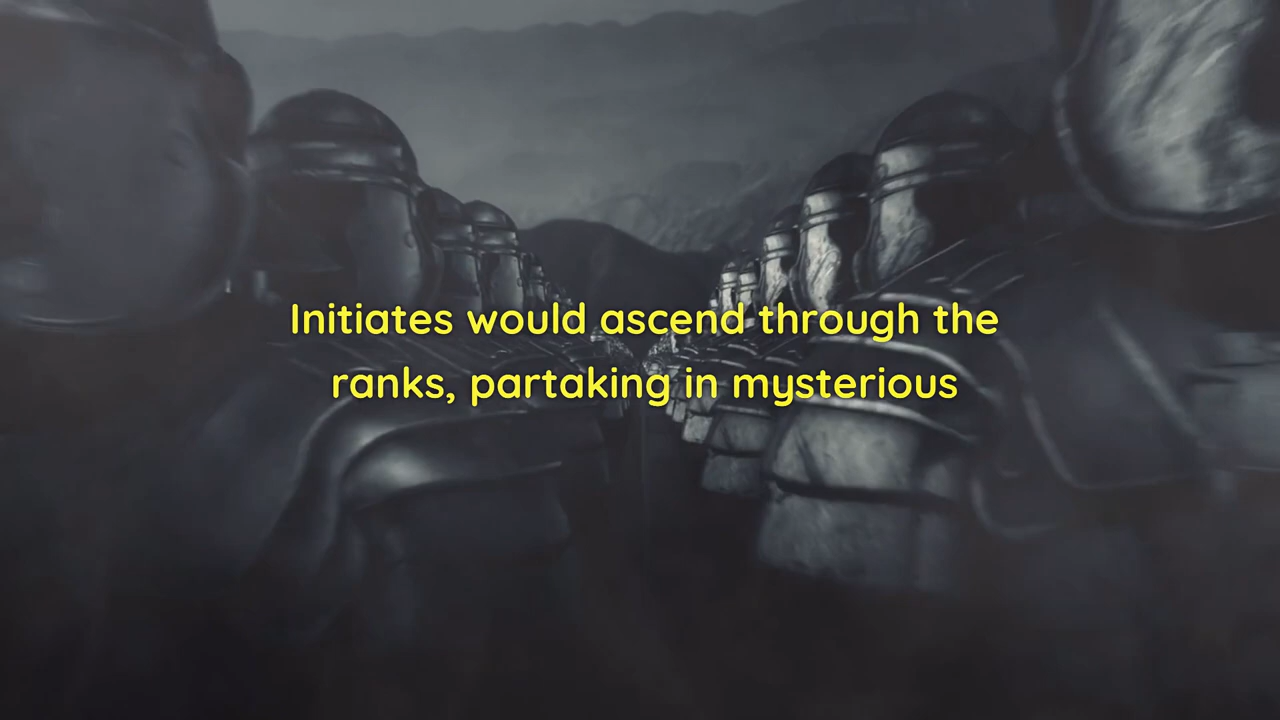 Initiates would ascend through the
ranks, partaking in mysterious